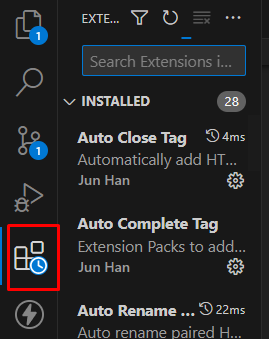 EXTE...
1
Search Extensions i...
INSTALLED 28
1
Auto Close Tag 4ms
Automatically add HT...
Jun Han
Auto Complete Tag
Extension Packs to add...
Jun Han
Auto Rename ... 22ms
Auto rename paired H...